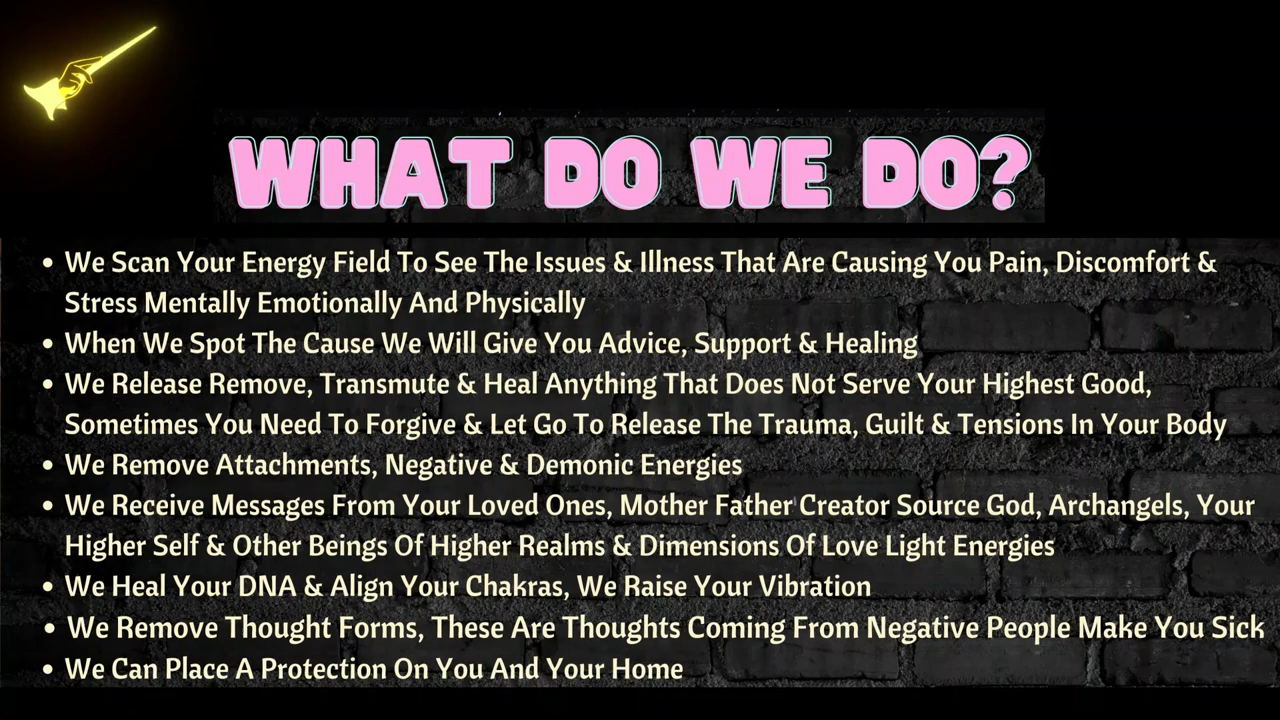 WHAT DO WE DO?
• We Scan Your Energy Field To See The Issues & Illness That Are Causing You Pain, Discomfort &
Stress Mentally Emotionally And Physically
• When We Spot The Cause We Will Give You Advice, Support & Healing
• We Release Remove, Transmute & Heal Anything That Does Not Serve Your Highest Good,
Sometimes You Need To Forgive & Let Go To Release The Trauma, Guilt & Tensions In Your Body
• We Remove Attachments, Negative & Demonic Energies
• We Receive Messages From Your Loved Ones, Mother Father Creator Source God, Archangels, Your
Higher Self & Other Beings Of Higher Realms & Dimensions Of Love Light Energies
• We Heal Your DNA & Align Your Chakras, We Raise Your Vibration
• We Remove Thought Forms, These Are Thoughts Coming From Negative People Make You Sick
• We Can Place A Protection On You And Your Home